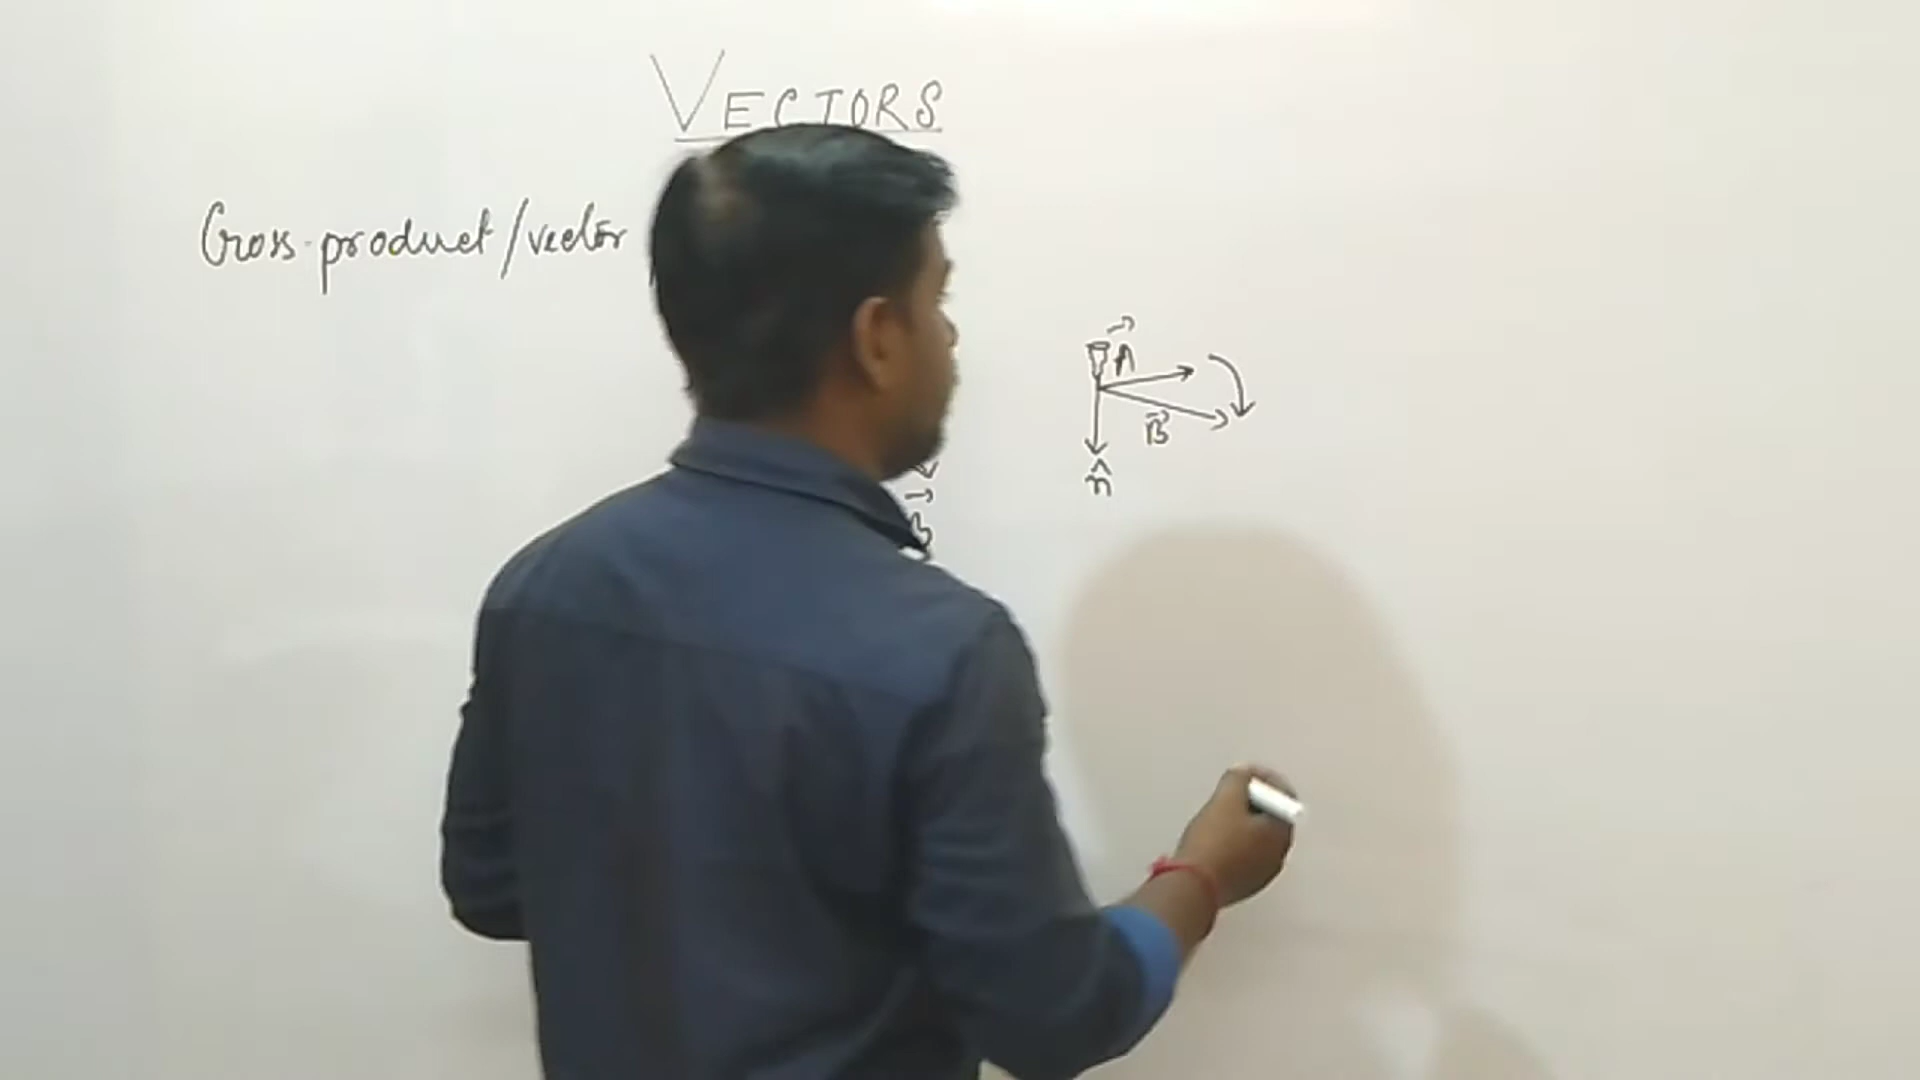 VECTORS
Cross product/vector
A⃗
B⃗
n̂
B⃗